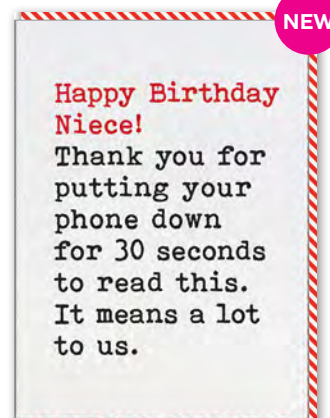 NEW
Happy Birthday
Niece!
Thank you for
putting your
phone down
for 30 seconds
to read this.
It means a lot
to us.